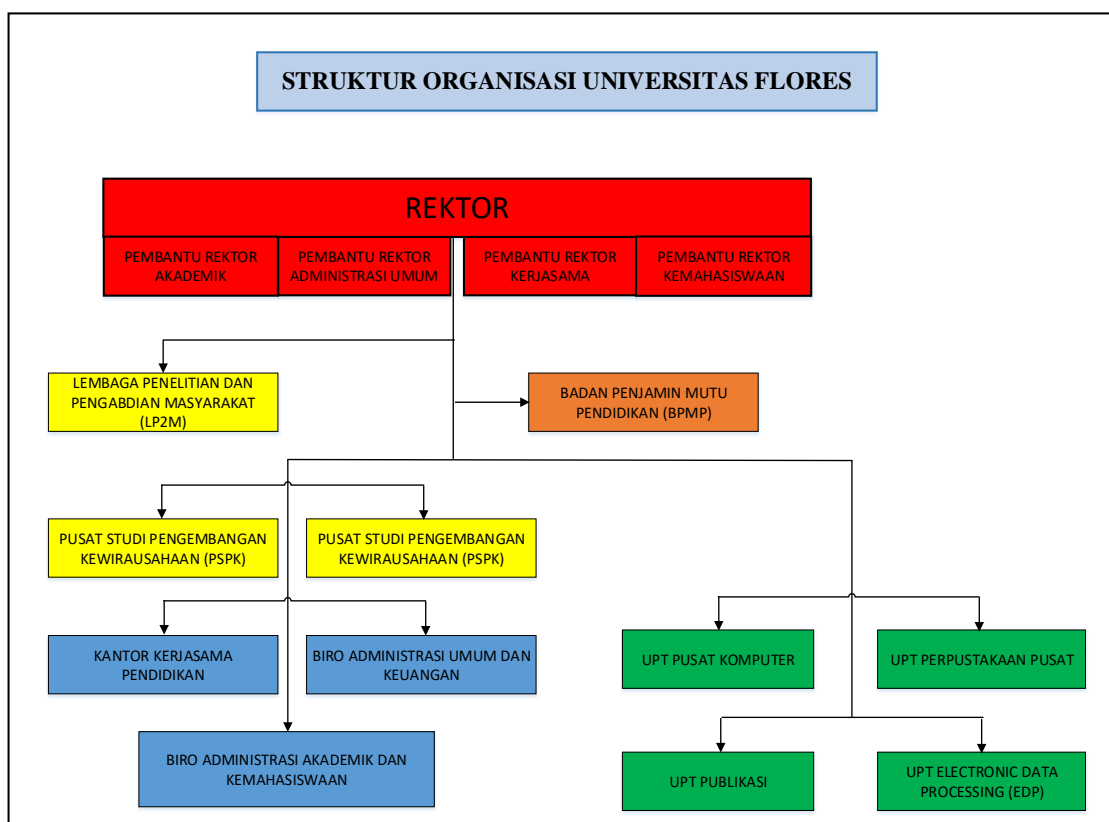 STRUKTUR ORGANISASI UNIVERSITAS FLORES
REKTOR
PEMBANTU REKTOR
AKADEMIK
PEMBANTU REKTOR
ADMINISTRASI UMUM
PEMBANTU REKTOR
KERJASAMA
PEMBANTU REKTOR
KEMAHASISWAAN
LEMBAGA PENELITIAN DAN
PENGABDIAN MASYARAKAT
(LP2M)
BADAN PENJAMIN MUTU
PENDIDIKAN (BPMP)
PUSAT STUDI PENGEMBANGAN
KEWIRAUSAHAAN (PSPK)
PUSAT STUDI PENGEMBANGAN
KEWIRAUSAHAAN (PSPK)
KANTOR KERJASAMA
PENDIDIKAN
BIRO ADMINISTRASI UMUM DAN
KEUANGAN
UPT PUSAT KOMPUTER
UPT PERPUSTAKAAN PUSAT
BIRO ADMINISTRASI AKADEMIK DAN
KEMAHASISWAAN
UPT PUBLIKASI
UPT ELECTRONIC DATA
PROCESSING (EDP)